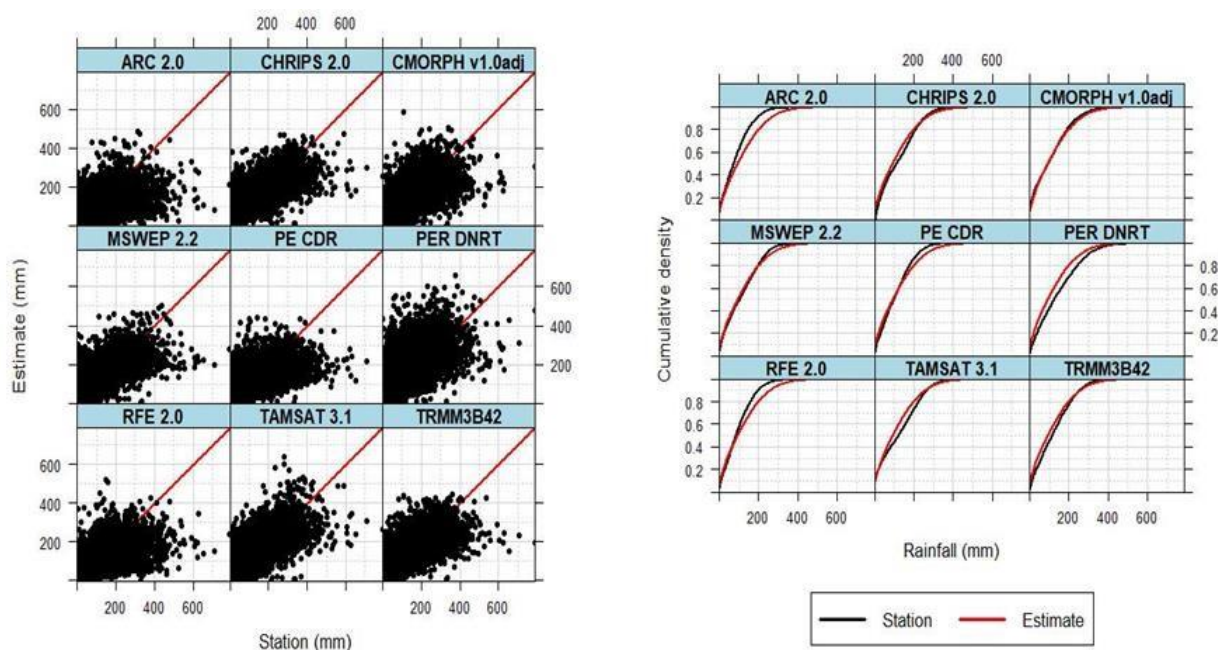 200 400 600
ARC 2.0 CHRIPS 2.0 CMORPH v1.0adj
600
400
200
MSWEP 2.2 PE CDR PER DNRT
600
400
200
RFE 2.0 TAMSAT 3.1 TRMM3B42
600
400
200
200 400 600 200 400 600
Estimate (mm)
Station (mm)
200 400 600
ARC 2.0 CHRIPS 2.0 CMORPH v1.0adj
0.8
0.6
0.4
0.2
MSWEP 2.2 PE CDR PER DNRT
0.8
0.6
0.4
0.2
RFE 2.0 TAMSAT 3.1 TRMM3B42
0.8
0.6
0.4
0.2
200 400 600 200 400 600
Cumulative density
Rainfall (mm)
Station Estimate